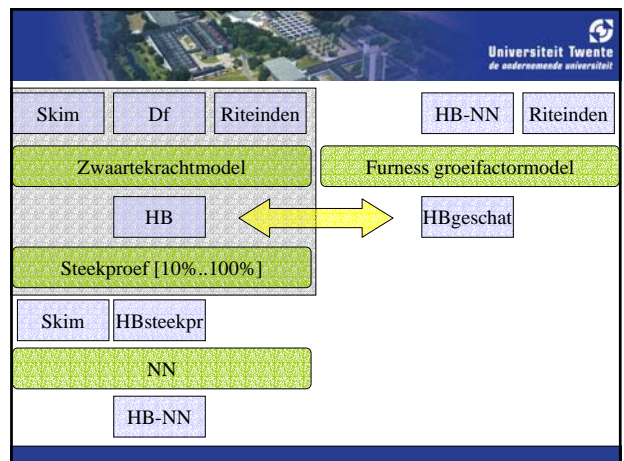 Universiteit Twente
de ondernemende universiteit
Skim
Df
Riteinden
HB-NN
Riteinden
Zwaartekrachtmodel
Furness groeifactormodel
HB
HBgeschat
Steekproef [10%..100%]
Skim
HBsteekpr
NN
HB-NN